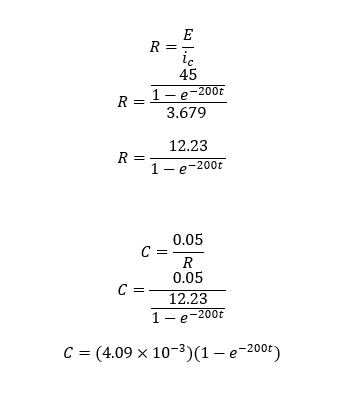 R = E/i_c
R = (45/(1 − e^(−200t)))/3.679
R = 12.23/(1 − e^(−200t))
C = 0.05/R
C = 0.05/(12.23/(1 − e^(−200t)))
C = (4.09 × 10^(−3))(1 − e^(−200t))